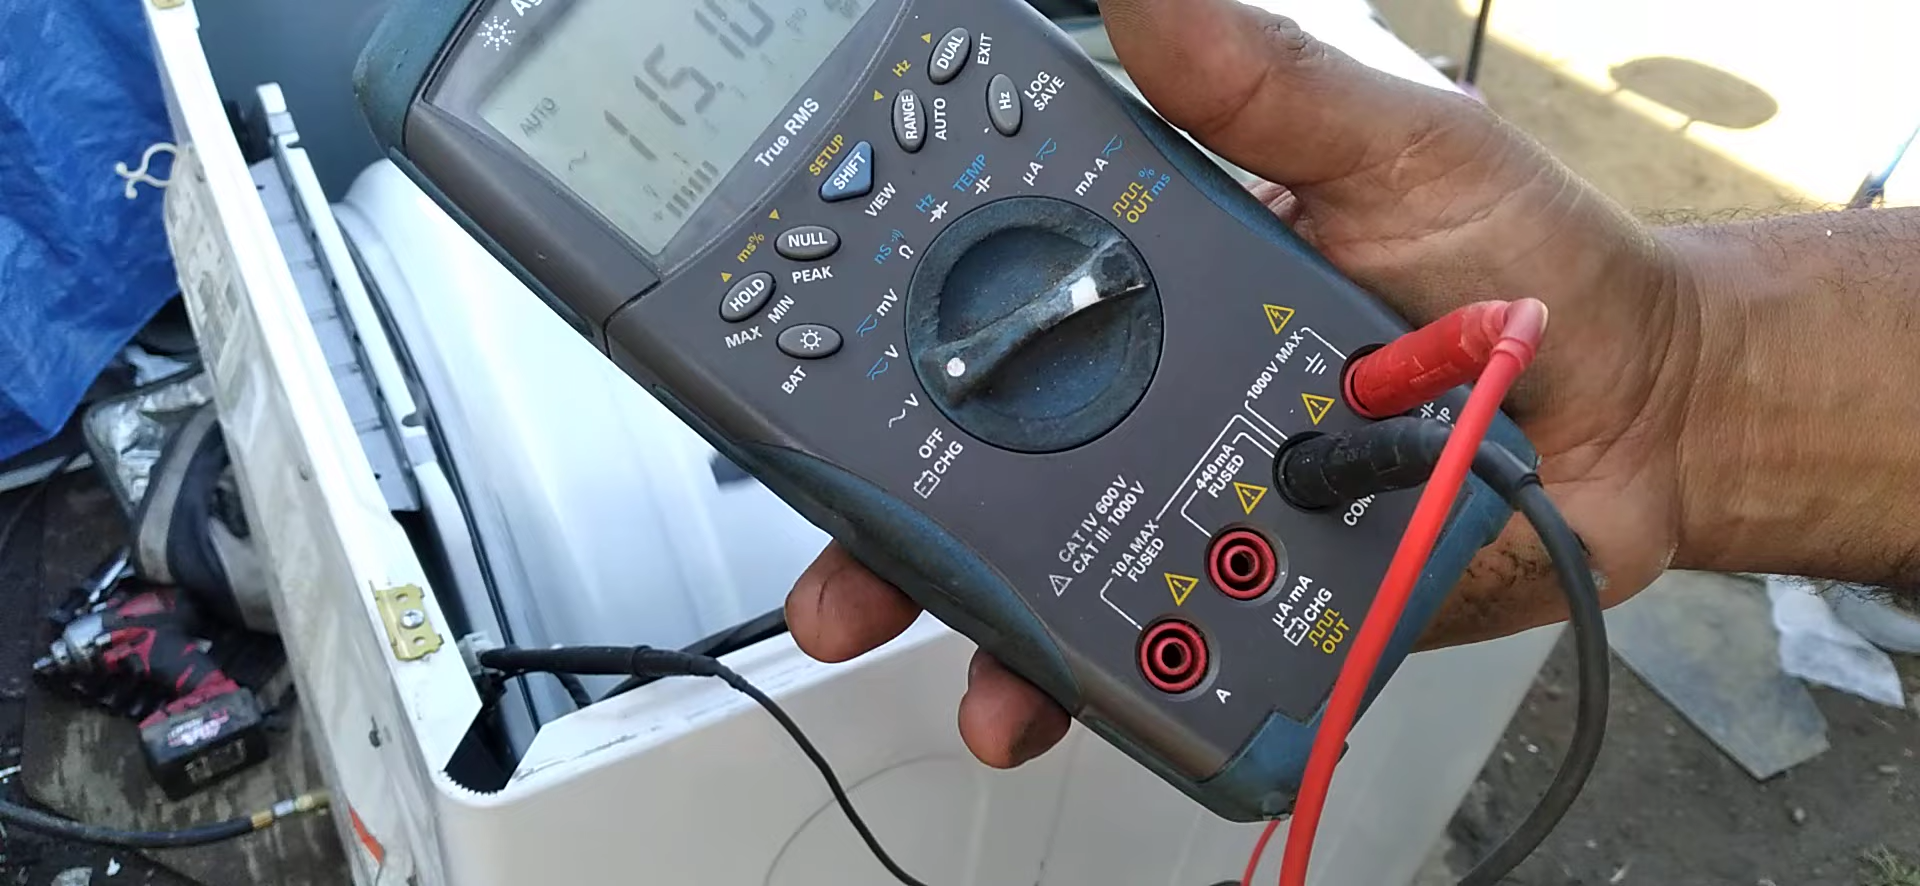 Ag
AUTO
~ 115.10
True RMS
Hz
DUAL
EXIT
RANGE
AUTO
Hz
LOG
SAVE
SETUP
SHIFT
VIEW
ms%
NULL
PEAK
HOLD
MAX MIN
BAT
Hz
TEMP
µA
mA·A
% ms
OUT
nS
Ω
mV
V
~ V
OFF
CHG
CAT IV 600V
CAT III 1000V
10A MAX
FUSED
440mA
FUSED
1000V MAX
COM
µA·mA
CHG
OUT
A